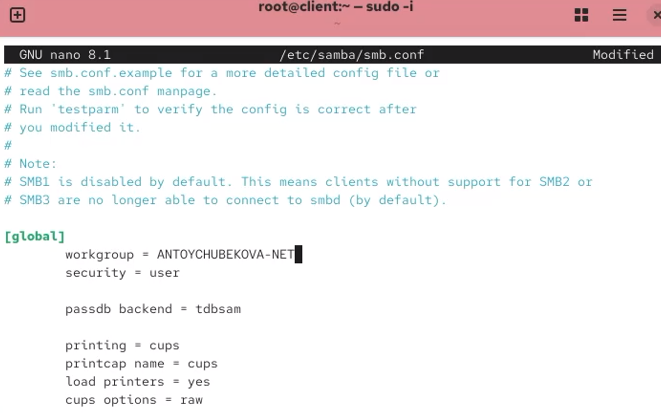 root@client:~ — sudo -i
~
GNU nano 8.1 /etc/samba/smb.conf Modified
# See smb.conf.example for a more detailed config file or
# read the smb.conf manpage.
# Run `testparm` to verify the config is correct after
# you modified it.
#
# Note:
# SMB1 is disabled by default. This means clients without support for SMB2 or
# SMB3 are no longer able to connect to smbd (by default).
[global]
workgroup = ANTOYCHUBEKOVA-NET
security = user
passdb backend = tdbsam
printing = cups
printcap name = cups
load printers = yes
cups options = raw